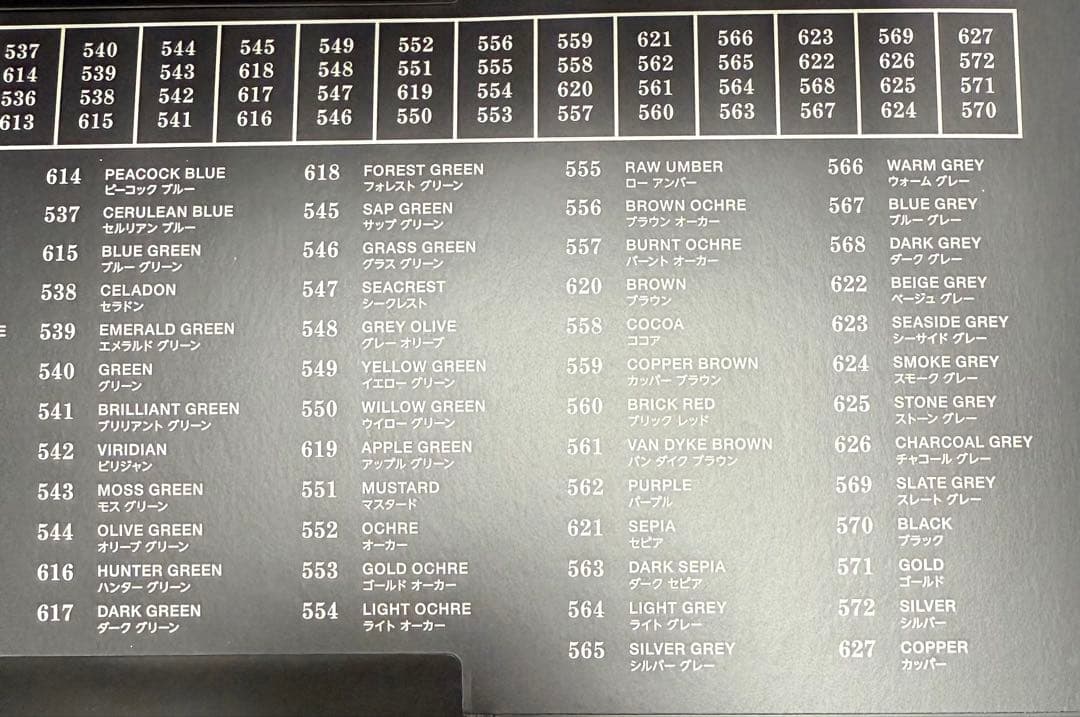 537 540 544 545 549 552 556 559 621 566 623 569 627
614 539 543 618 548 551 555 558 562 565 622 626 572
536 538 542 617 547 619 554 620 561 564 568 625 571
613 615 541 616 546 550 553 557 560 563 567 624 570
614 PEACOCK BLUE
ピーコック ブルー
537 CERULEAN BLUE
セルリアン ブルー
615 BLUE GREEN
ブルー グリーン
538 CELADON
セラドン
E 539 EMERALD GREEN
エメラルド グリーン
540 GREEN
グリーン
541 BRILLIANT GREEN
ブリリアント グリーン
542 VIRIDIAN
ビリジャン
543 MOSS GREEN
モス グリーン
544 OLIVE GREEN
オリーブ グリーン
616 HUNTER GREEN
ハンター グリーン
617 DARK GREEN
ダーク グリーン
618 FOREST GREEN
フォレスト グリーン
545 SAP GREEN
サップ グリーン
546 GRASS GREEN
グラス グリーン
547 SEACREST
シークレスト
548 GREY OLIVE
グレー オリーブ
549 YELLOW GREEN
イエロー グリーン
550 WILLOW GREEN
ウイロー グリーン
619 APPLE GREEN
アップル グリーン
551 MUSTARD
マスタード
552 OCHRE
オーカー
553 GOLD OCHRE
ゴールド オーカー
554 LIGHT OCHRE
ライト オーカー
555 RAW UMBER
ロー アンバー
556 BROWN OCHRE
ブラウン オーカー
557 BURNT OCHRE
バーント オーカー
620 BROWN
ブラウン
558 COCOA
ココア
559 COPPER BROWN
カッパー ブラウン
560 BRICK RED
ブリック レッド
561 VAN DYKE BROWN
バン ダイク ブラウン
562 PURPLE
パープル
621 SEPIA
セピア
563 DARK SEPIA
ダーク セピア
564 LIGHT GREY
ライト グレー
565 SILVER GREY
シルバー グレー
566 WARM GREY
ウォーム グレー
567 BLUE GREY
ブルー グレー
568 DARK GREY
ダーク グレー
622 BEIGE GREY
ベージュ グレー
623 SEASIDE GREY
シーサイド グレー
624 SMOKE GREY
スモーク グレー
625 STONE GREY
ストーン グレー
626 CHARCOAL GREY
チャコール グレー
569 SLATE GREY
スレート グレー
570 BLACK
ブラック
571 GOLD
ゴールド
572 SILVER
シルバー
627 COPPER
カッパー